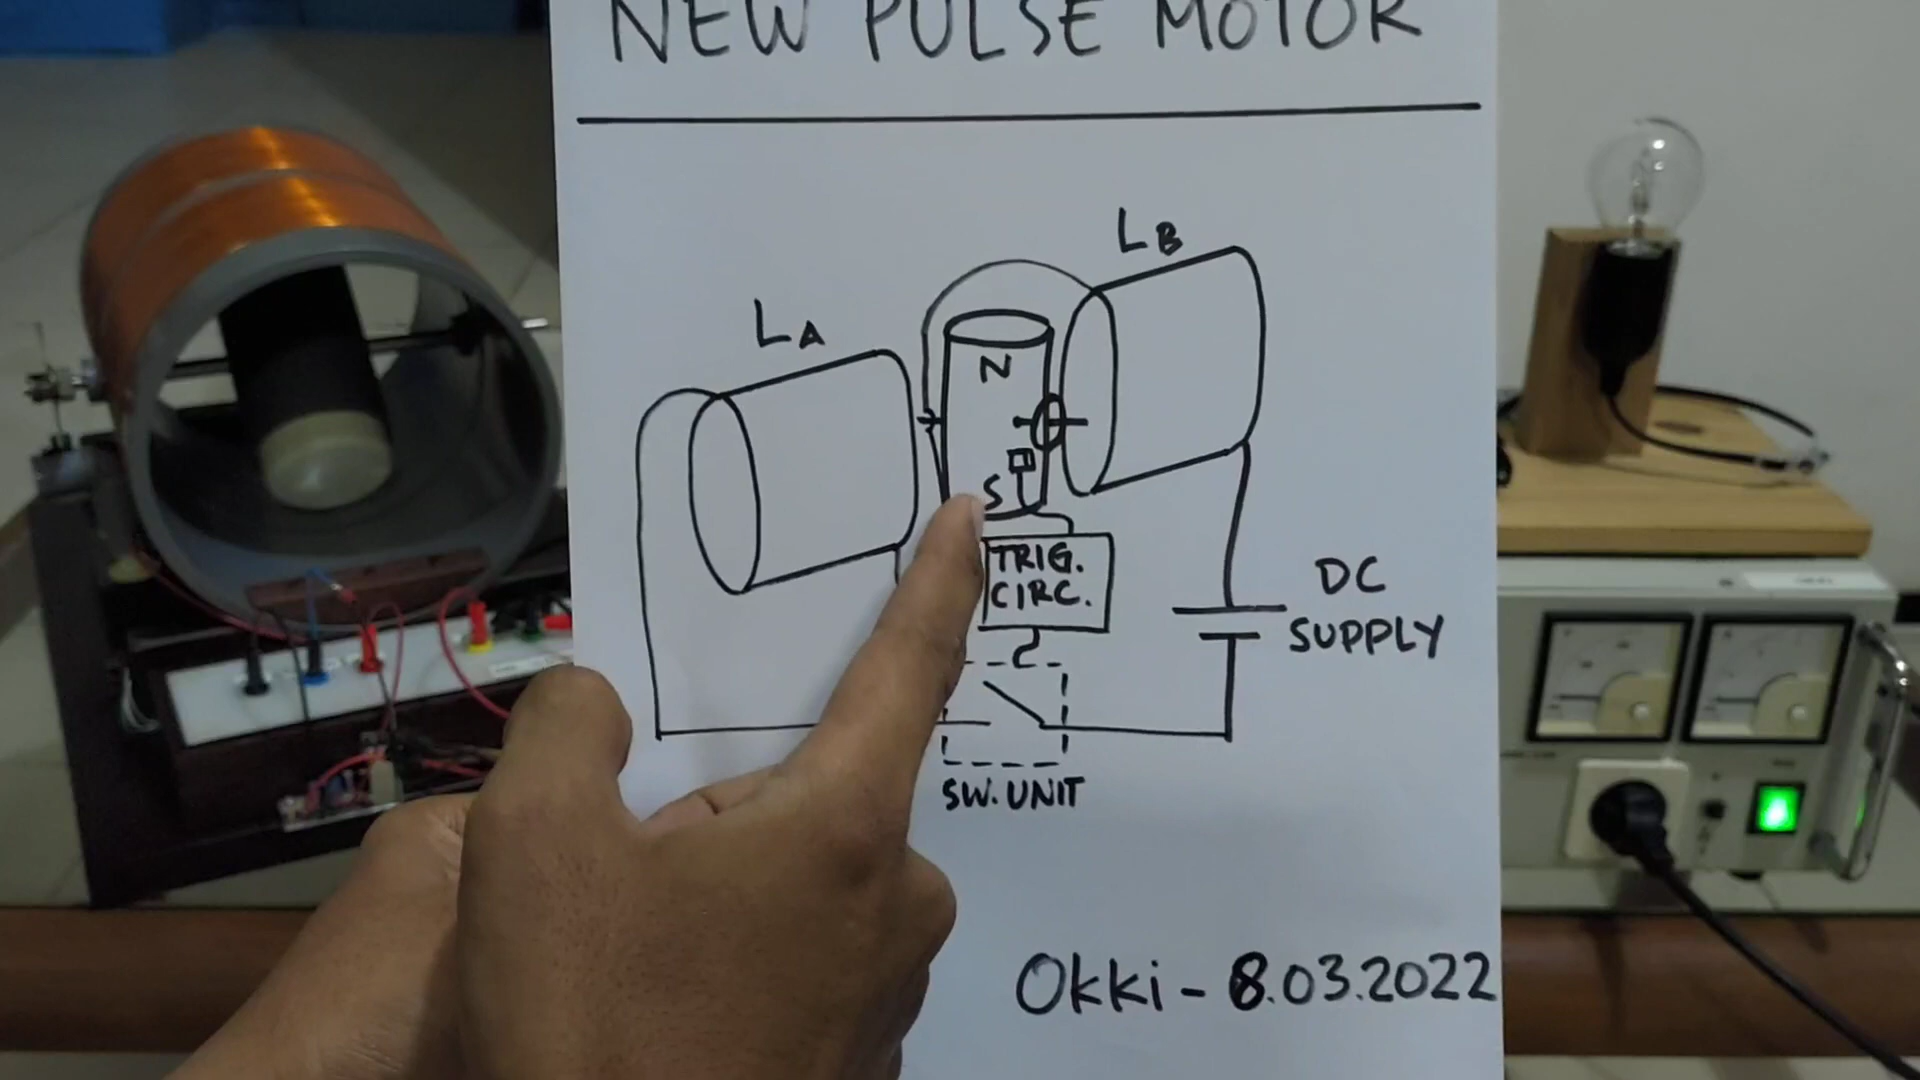 NEW PULSE MOTOR
LB
LA
N
S
TRIG.
CIRC.
DC
SUPPLY
SW. UNIT
Okki - 8.03.2022